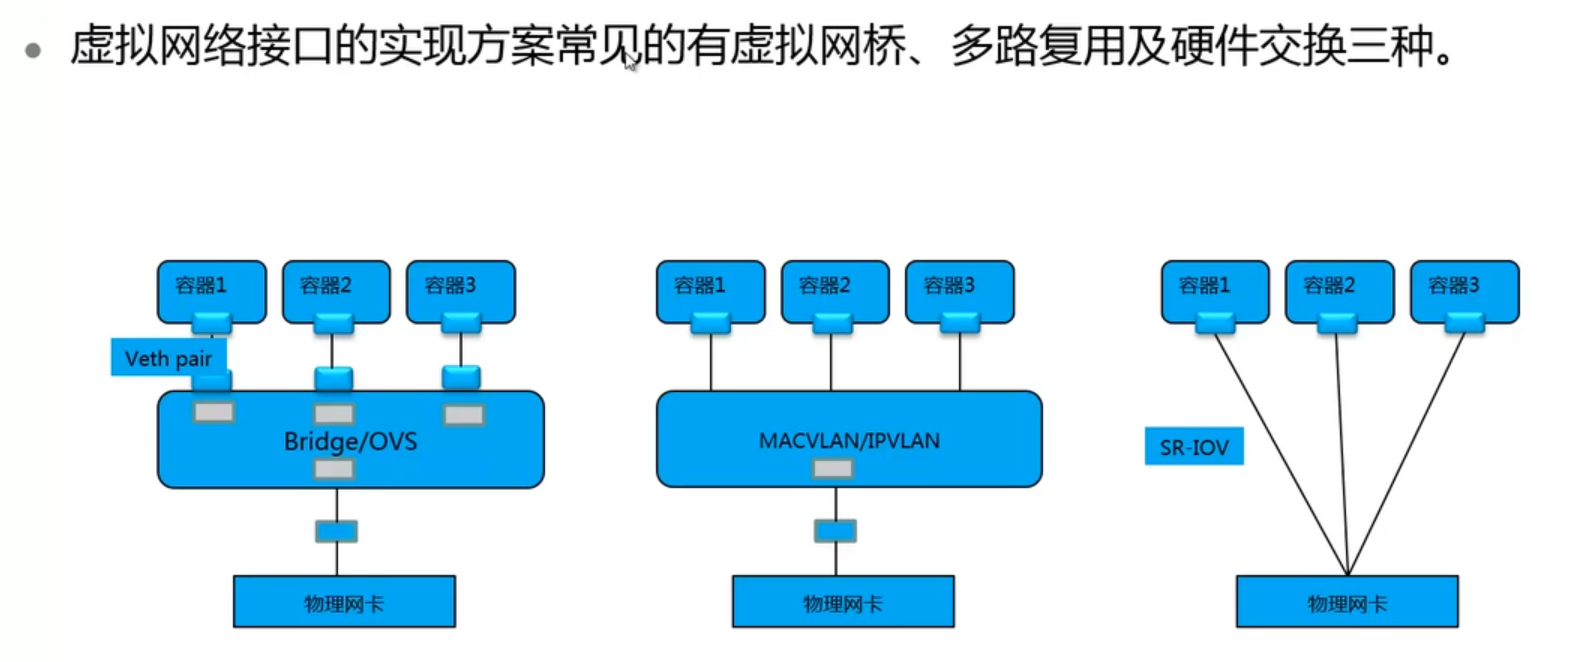 虚拟网络接口的实现方案常见的有虚拟网桥、多路复用及硬件交换三种。
容器1 容器2 容器3
Veth pair
Bridge/OVS
物理网卡
容器1 容器2 容器3
MACVLAN/IPVLAN
物理网卡
容器1 容器2 容器3
SR-IOV
物理网卡